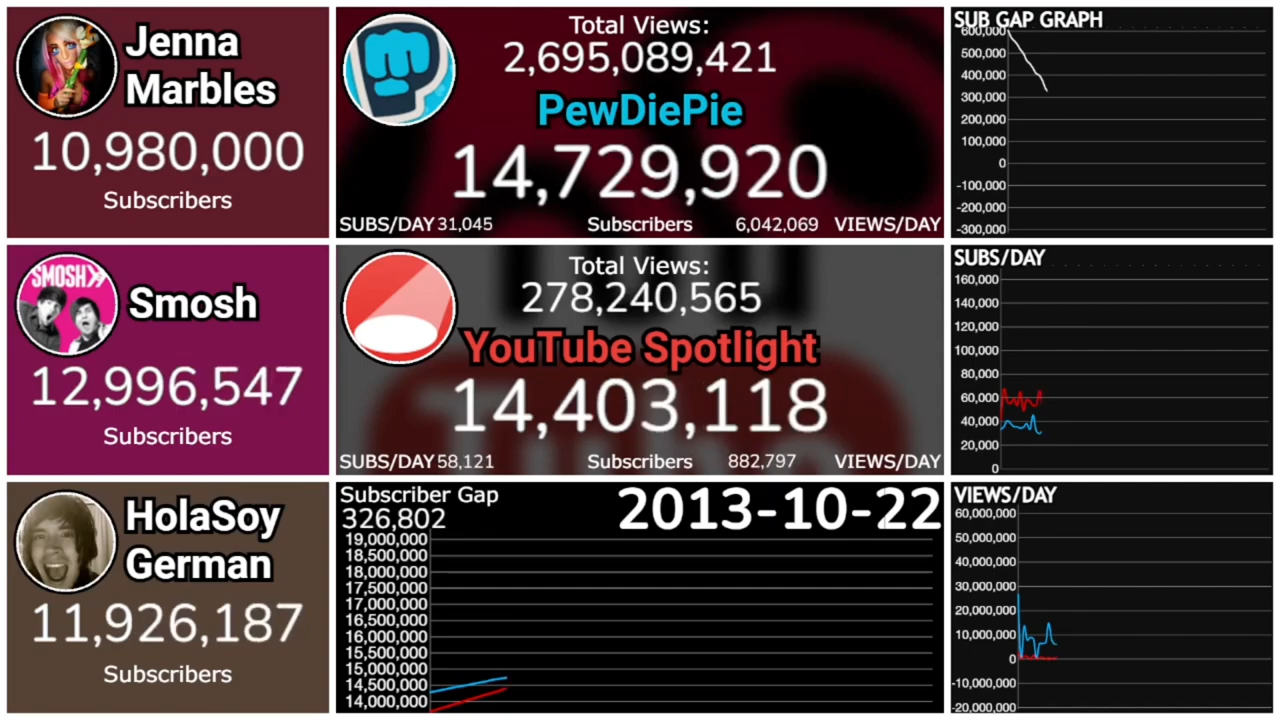 Jenna
Marbles
10,980,000
Subscribers
SMOSH
Smosh
12,996,547
Subscribers
HolaSoy
German
11,926,187
Subscribers
Total Views:
2,695,089,421
PewDiePie
14,729,920
SUBS/DAY 31,045 Subscribers 6,042,069 VIEWS/DAY
Total Views:
278,240,565
YouTube Spotlight
14,403,118
SUBS/DAY 58,121 Subscribers 882,797 VIEWS/DAY
Subscriber Gap
326,802
2013-10-22
19,000,000
18,500,000
18,000,000
17,500,000
17,000,000
16,500,000
16,000,000
15,500,000
15,000,000
14,500,000
14,000,000
SUB GAP GRAPH
600,000
500,000
400,000
300,000
200,000
100,000
0
-100,000
-200,000
-300,000
SUBS/DAY
160,000
140,000
120,000
100,000
80,000
60,000
40,000
20,000
0
VIEWS/DAY
60,000,000
50,000,000
40,000,000
30,000,000
20,000,000
10,000,000
0
-10,000,000
-20,000,000